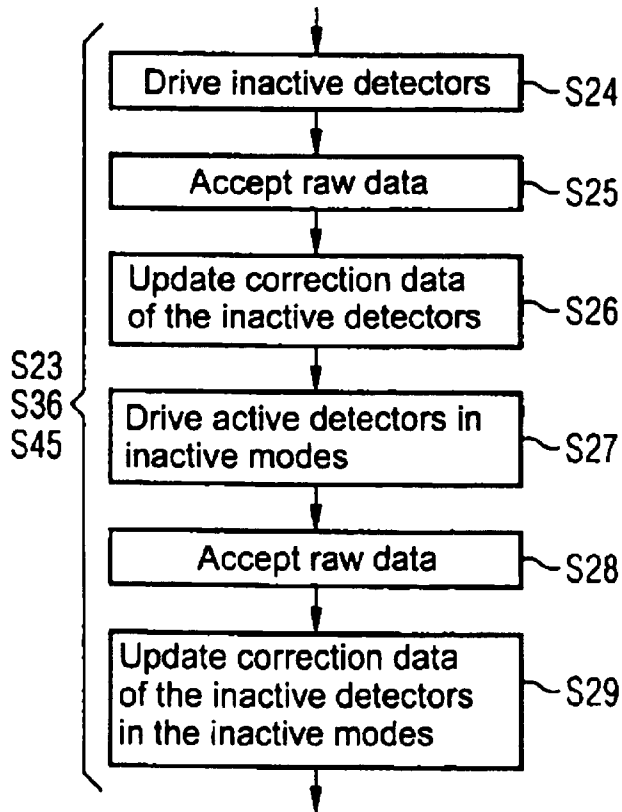 Drive inactive detectors
S24
Accept raw data
S25
Update correction data
of the inactive detectors
S26
S23
S36
S45
Drive active detectors in
inactive modes
S27
Accept raw data
S28
Update correction data
of the inactive detectors
in the inactive modes
S29